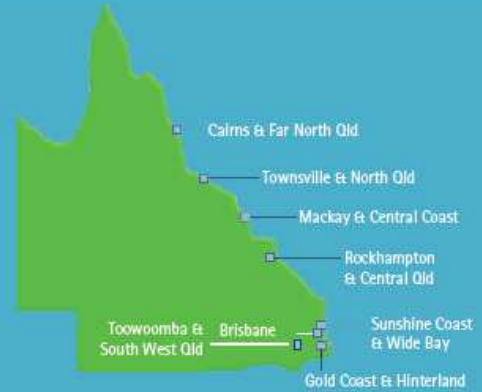 Cairns & Far North Qld
Townsville & North Qld
Mackay & Central Coast
Rockhampton
& Central Qld
Toowoomba &
South West Qld
Brisbane
Sunshine Coast
& Wide Bay
Gold Coast & Hinterland